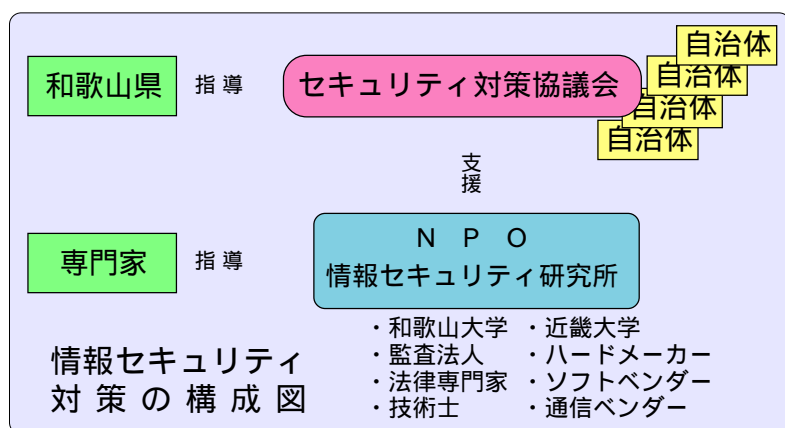 自治体
自治体
自治体
自治体
和歌山県
指導
セキュリティ対策協議会
支援
専門家
指導
NPO
情報セキュリティ研究所
・和歌山大学 ・近畿大学
・監査法人 ・ハードメーカー
・法律専門家 ・ソフトベンダー
・技術士 ・通信ベンダー
情報セキュリティ
対策の構成図